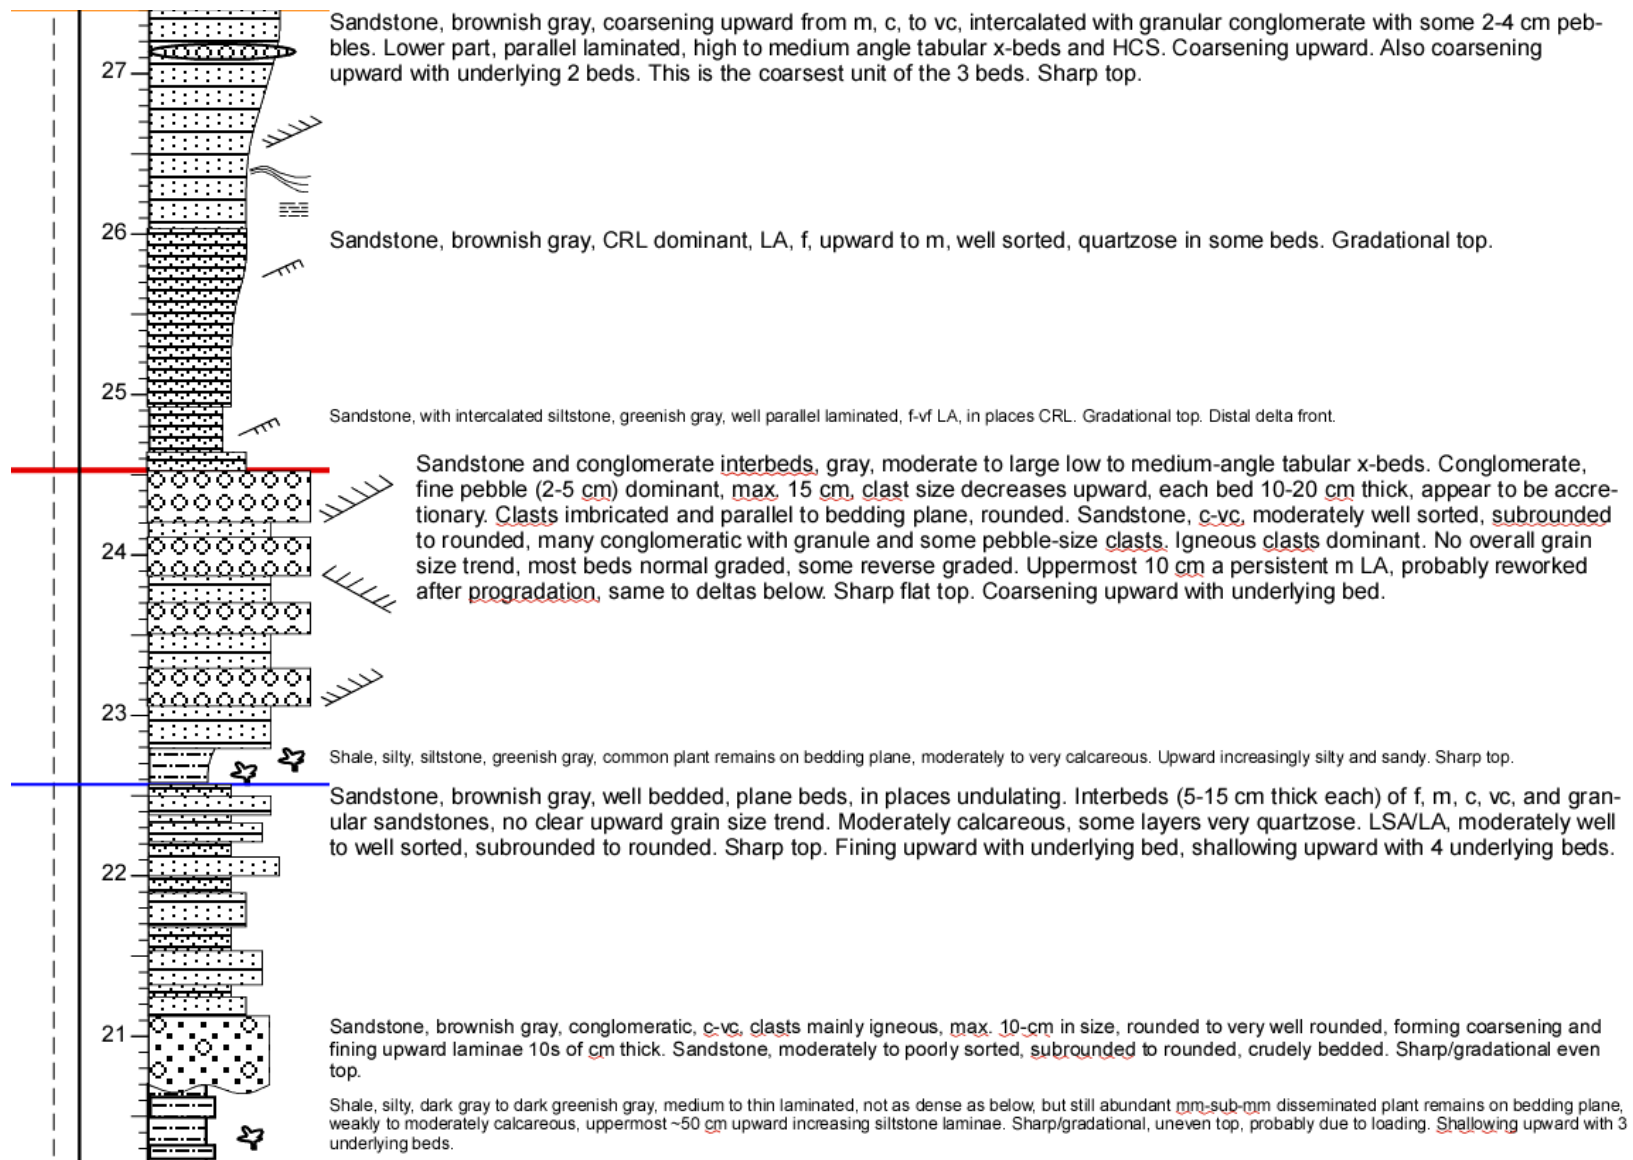 Sandstone, brownish gray, coarsening upward from m, c, to vc, intercalated with granular conglomerate with some 2-4 cm peb-
bles. Lower part, parallel laminated, high to medium angle tabular x-beds and HCS. Coarsening upward. Also coarsening
upward with underlying 2 beds. This is the coarsest unit of the 3 beds. Sharp top.
27
26
Sandstone, brownish gray, CRL dominant, LA, f, upward to m, well sorted, quartzose in some beds. Gradational top.
25
Sandstone, with intercalated siltstone, greenish gray, well parallel laminated, f-vf LA, in places CRL. Gradational top. Distal delta front.
Sandstone and conglomerate interbeds, gray, moderate to large low to medium-angle tabular x-beds. Conglomerate,
fine pebble (2-5 cm) dominant, max. 15 cm, clast size decreases upward, each bed 10-20 cm thick, appear to be accre-
tionary. Clasts imbricated and parallel to bedding plane, rounded. Sandstone, c-vc, moderately well sorted, subrounded
to rounded, many conglomeratic with granule and some pebble-size clasts. Igneous clasts dominant. No overall grain
size trend, most beds normal graded, some reverse graded. Uppermost 10 cm a persistent m LA, probably reworked
after progradation, same to deltas below. Sharp flat top. Coarsening upward with underlying bed.
24
23
Shale, silty, siltstone, greenish gray, common plant remains on bedding plane, moderately to very calcareous. Upward increasingly silty and sandy. Sharp top.
Sandstone, brownish gray, well bedded, plane beds, in places undulating. Interbeds (5-15 cm thick each) of f, m, c, vc, and gran-
ular sandstones, no clear upward grain size trend. Moderately calcareous, some layers very quartzose. LSA/LA, moderately well
to well sorted, subrounded to rounded. Sharp top. Fining upward with underlying bed, shallowing upward with 4 underlying beds.
22
21
Sandstone, brownish gray, conglomeratic, c-vc, clasts mainly igneous, max. 10-cm in size, rounded to very well rounded, forming coarsening and
fining upward laminae 10s of cm thick. Sandstone, moderately to poorly sorted, subrounded to rounded, crudely bedded. Sharp/gradational even
top.
Shale, silty, dark gray to dark greenish gray, medium to thin laminated, not as dense as below, but still abundant mm-sub-mm disseminated plant remains on bedding plane,
weakly to moderately calcareous, uppermost ~50 cm upward increasing siltstone laminae. Sharp/gradational, uneven top, probably due to loading. Shallowing upward with 3
underlying beds.